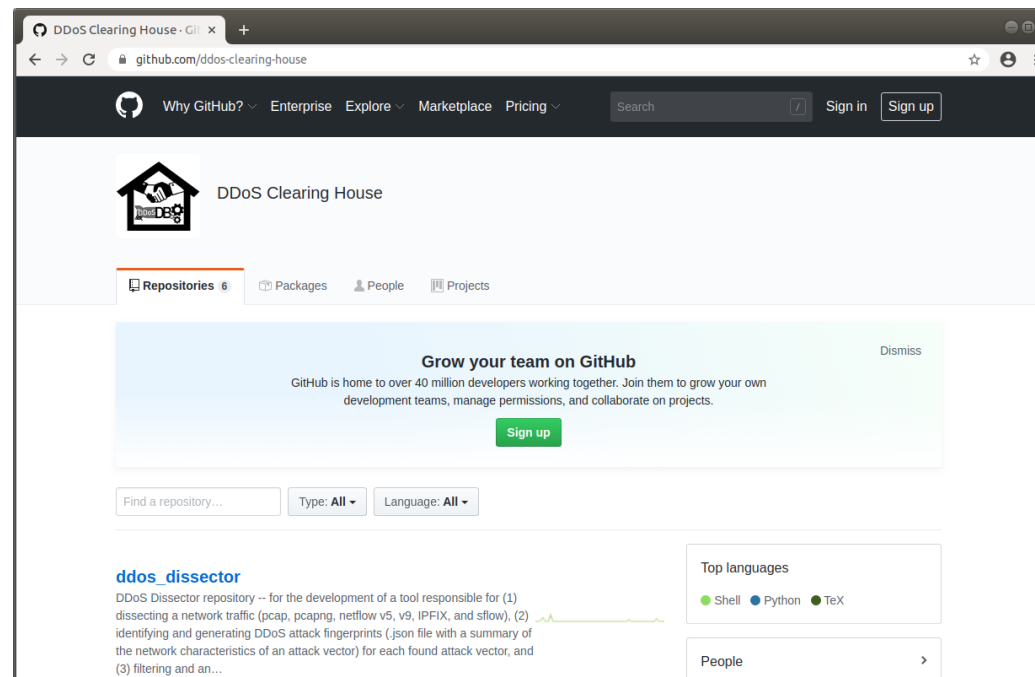 DDoS Clearing House · Gi
github.com/ddos-clearing-house
Why GitHub? Enterprise Explore Marketplace Pricing Search / Sign in Sign up
DDoS Clearing House
DDoSDB
Repositories 6 Packages People Projects
Dismiss
Grow your team on GitHub
GitHub is home to over 40 million developers working together. Join them to grow your own
development teams, manage permissions, and collaborate on projects.
Sign up
Find a repository… Type: All Language: All
ddos_dissector
DDoS Dissector repository -- for the development of a tool responsible for (1)
dissecting a network traffic (pcap, pcapng, netflow v5, v9, IPFIX, and sflow), (2)
identifying and generating DDoS attack fingerprints (.json file with a summary of
the network characteristics of an attack vector) for each found attack vector, and
(3) filtering and an…
Top languages
Shell Python TeX
People